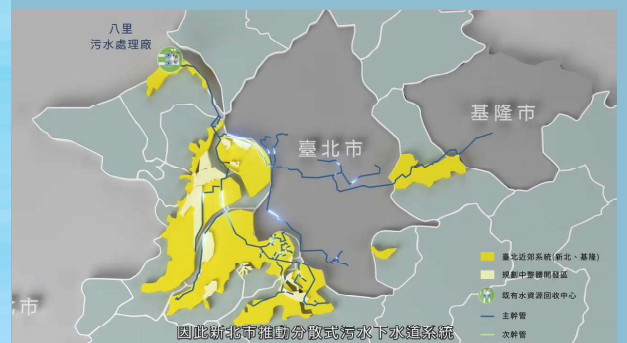 八里
污水處理廠
基隆市
臺北市
市
臺北近郊系統(新北、基隆)
規劃中整體開發區
既有水資源回收中心
主幹管
次幹管
因此新北市推動分散式污水下水道系統